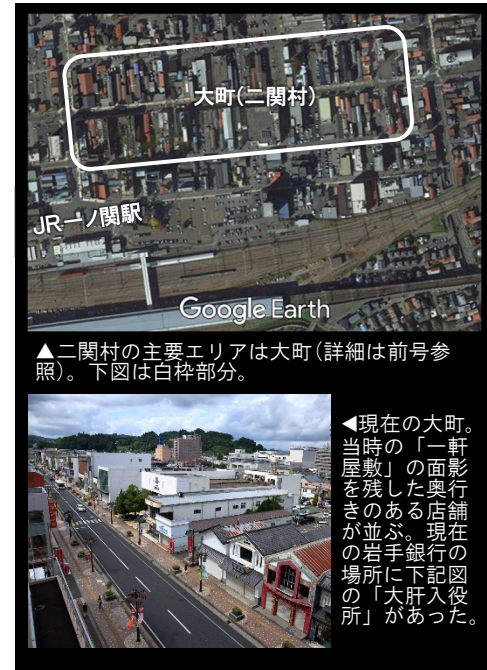 大町(二関村)
JR一ノ関駅
Google Earth
▲二関村の主要エリアは大町(詳細は前号参
照)。下図は白枠部分。
◀現在の大町。
当時の「一軒
屋敷」の面影
を残した奥行
きのある店舗
が並ぶ。現在
の岩手銀行の
場所に下記図
の「大肝入役
所」があった。